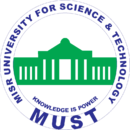 MISR UNIVERSITY FOR SCIENCE & TECHNOLOGY
KNOWLEDGE IS POWER
MUST